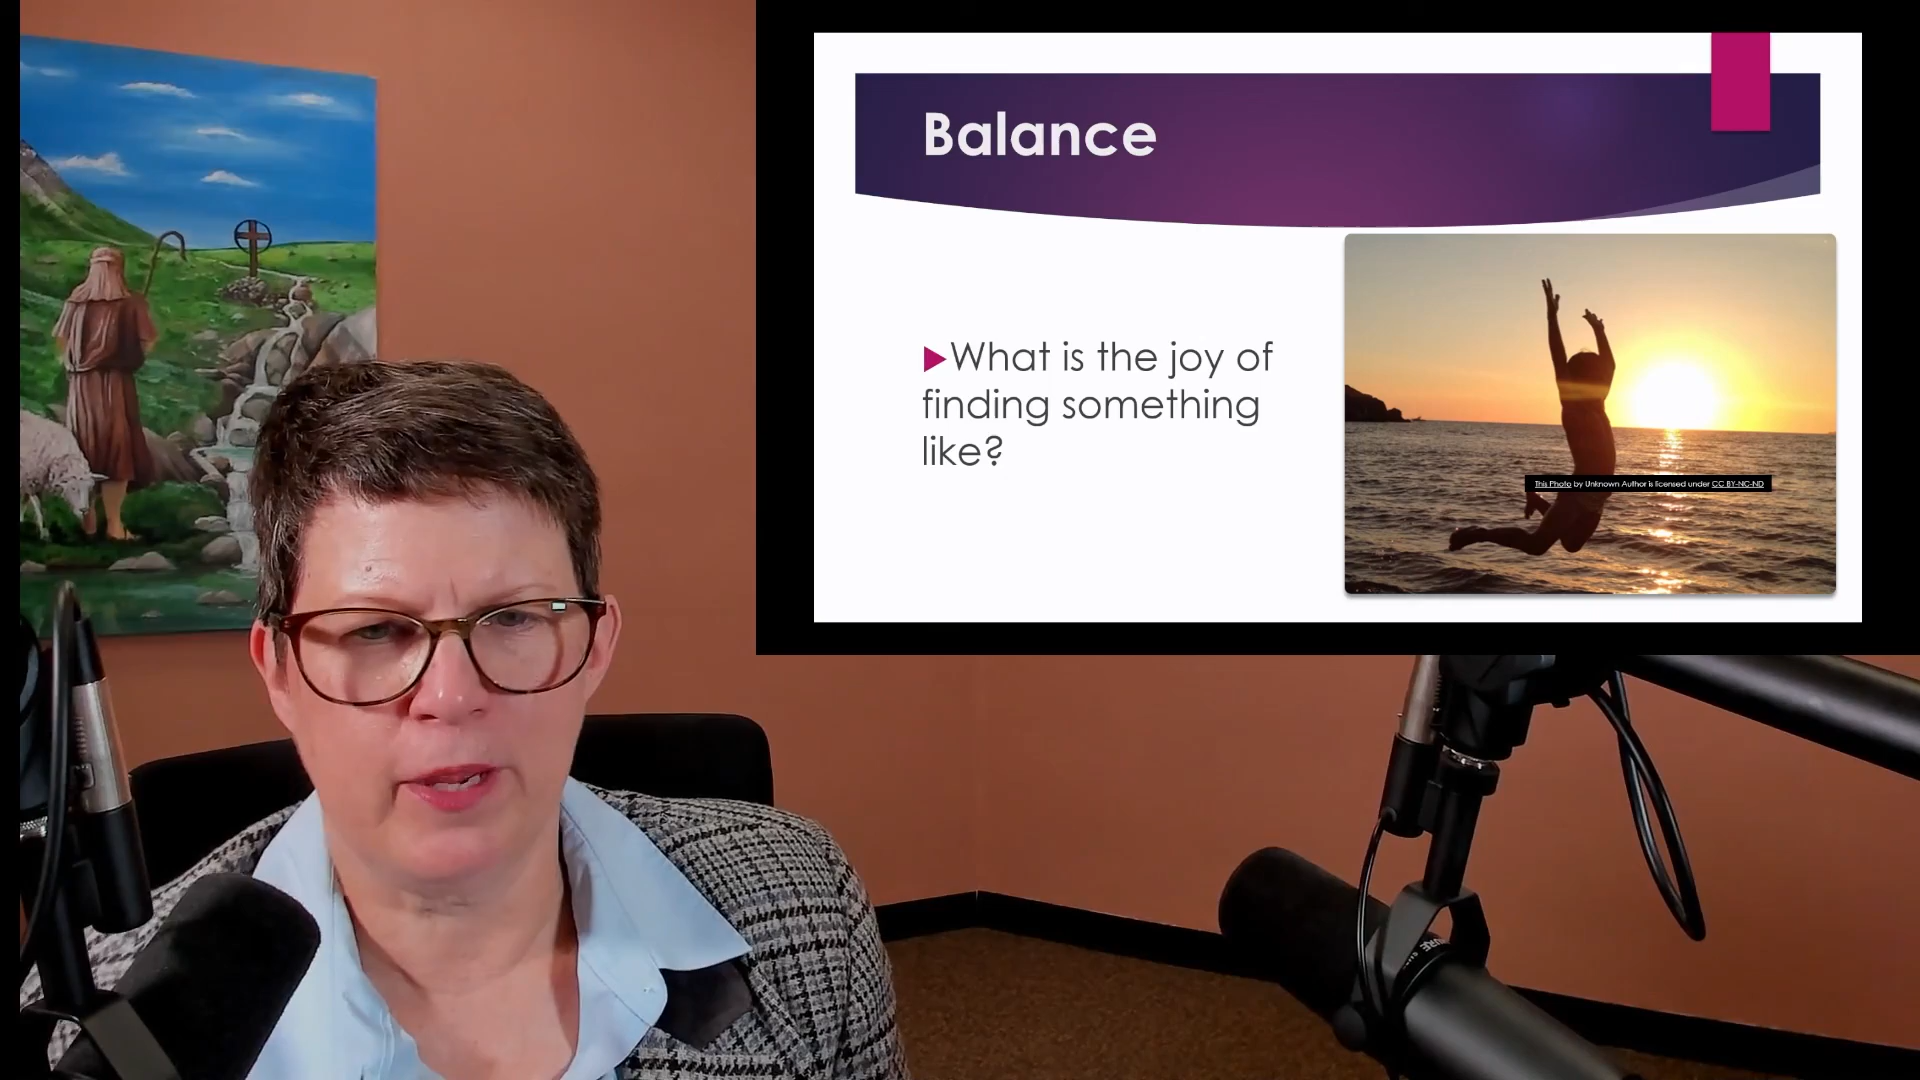 Balance
What is the joy of
finding something
like?
This Photo by Unknown Author is licensed under CC BY-NC-ND